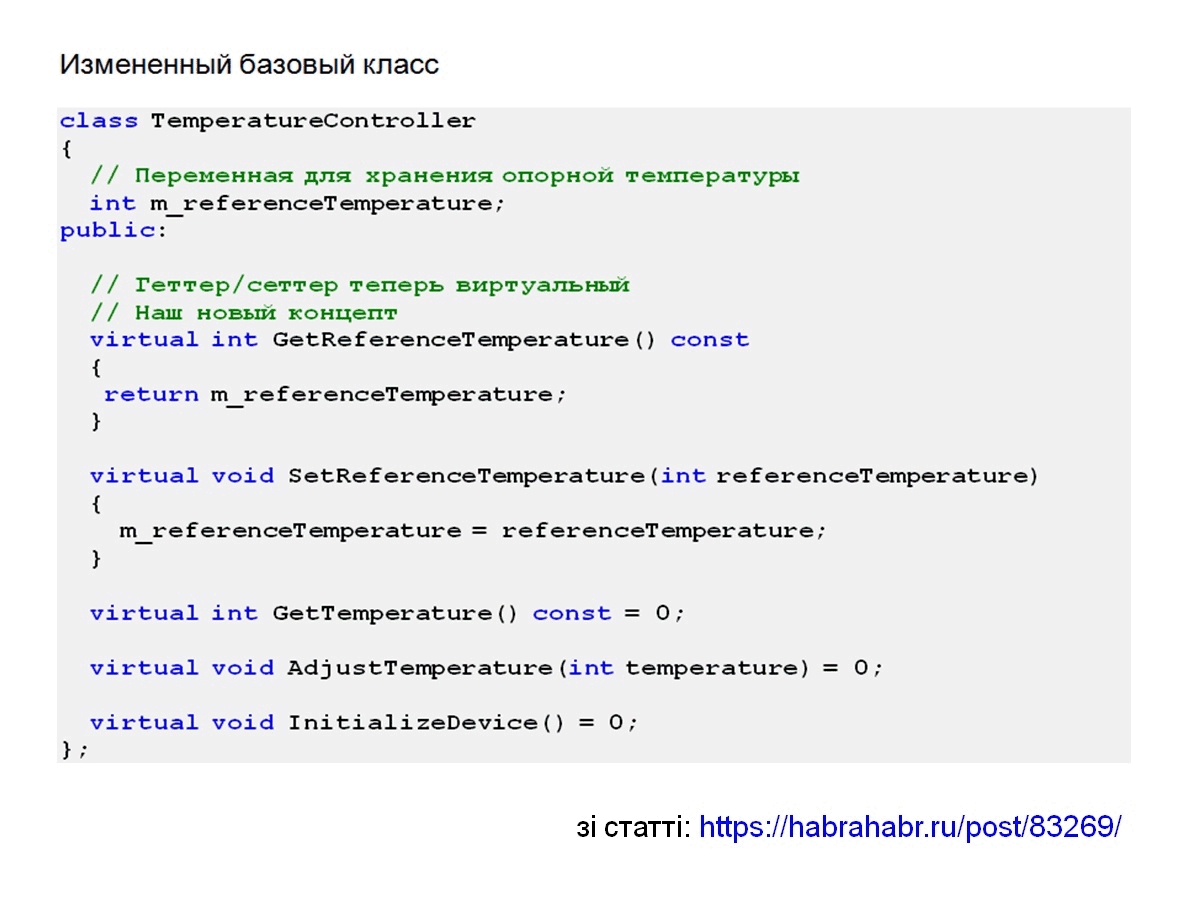 Измененный базовый класс
class TemperatureController
{
// Переменная для хранения опорной температуры
int m_referenceTemperature;
public:
// Геттер/сеттер теперь виртуальный
// Наш новый концепт
virtual int GetReferenceTemperature() const
{
return m_referenceTemperature;
}
virtual void SetReferenceTemperature(int referenceTemperature)
{
m_referenceTemperature = referenceTemperature;
}
virtual int GetTemperature() const = 0;
virtual void AdjustTemperature(int temperature) = 0;
virtual void InitializeDevice() = 0;
};
зі статті: https://habrahabr.ru/post/83269/